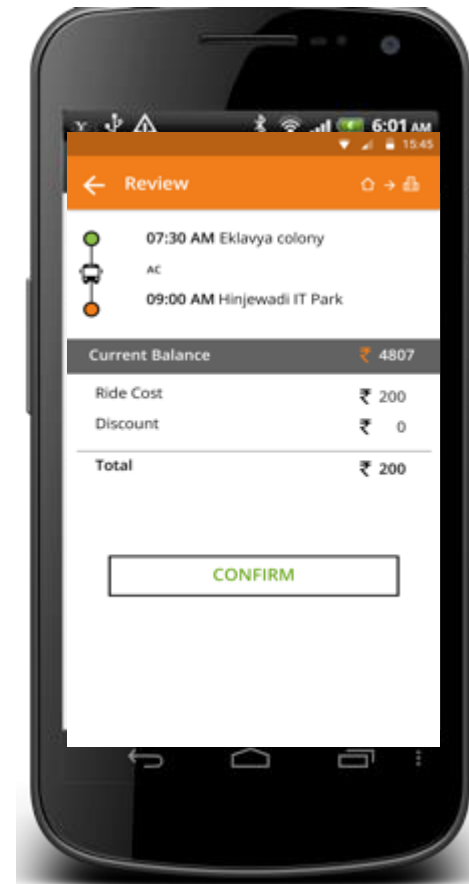 6:01 AM
15:45
Review
07:30 AM Eklavya colony
AC
09:00 AM Hinjewadi IT Park
Current Balance ₹ 4807
Ride Cost ₹ 200
Discount ₹ 0
Total ₹ 200
CONFIRM